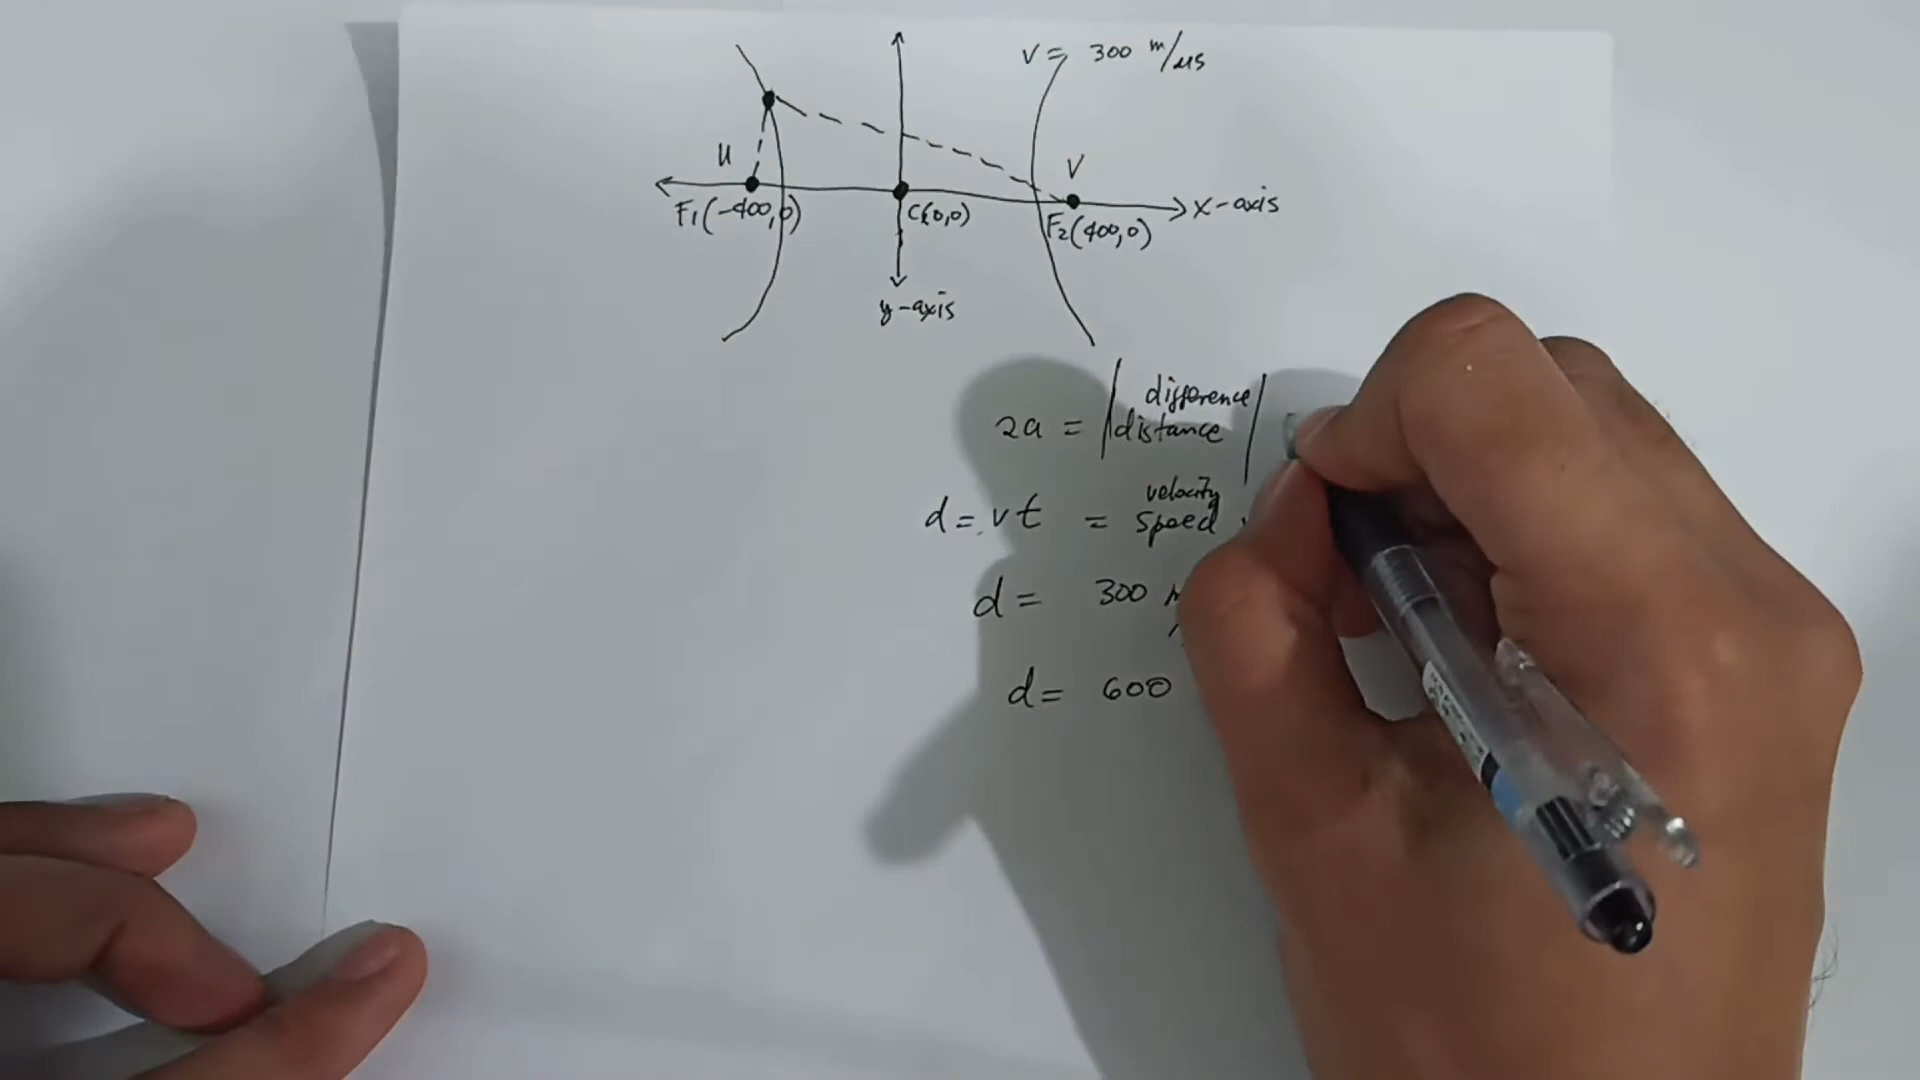 v = 300 m/μs
U
V
F1(-400,0)
C(0,0)
F2(400,0)
x-axis
y-axis
2a = |difference distance|
d = vt = velocity speed
d = 300
d = 600